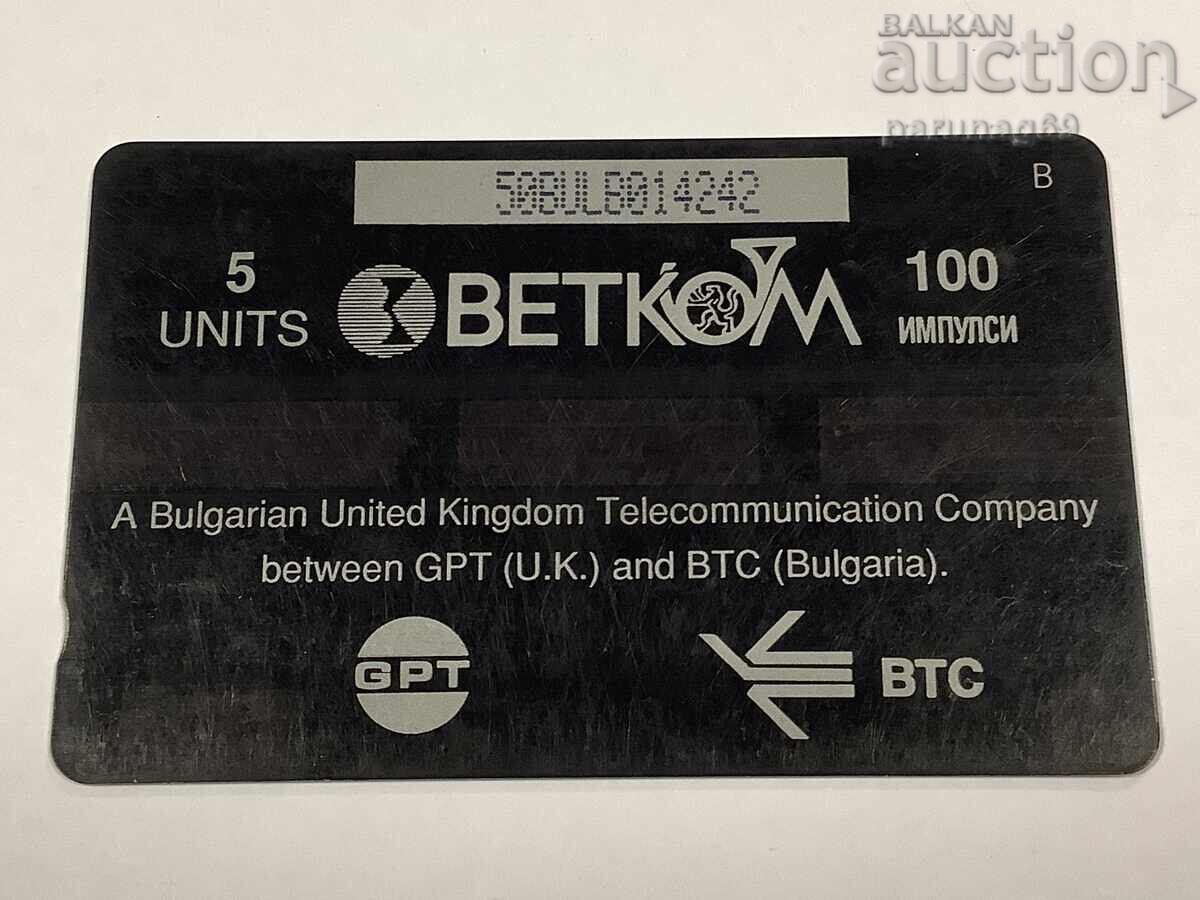 BALKAN
auction
parunag69
50BULB014242
B
5
UNITS
BETKOM
100
ИМПУЛСИ
A Bulgarian United Kingdom Telecommunication Company
between GPT (U.K.) and BTC (Bulgaria).
GPT
BTC